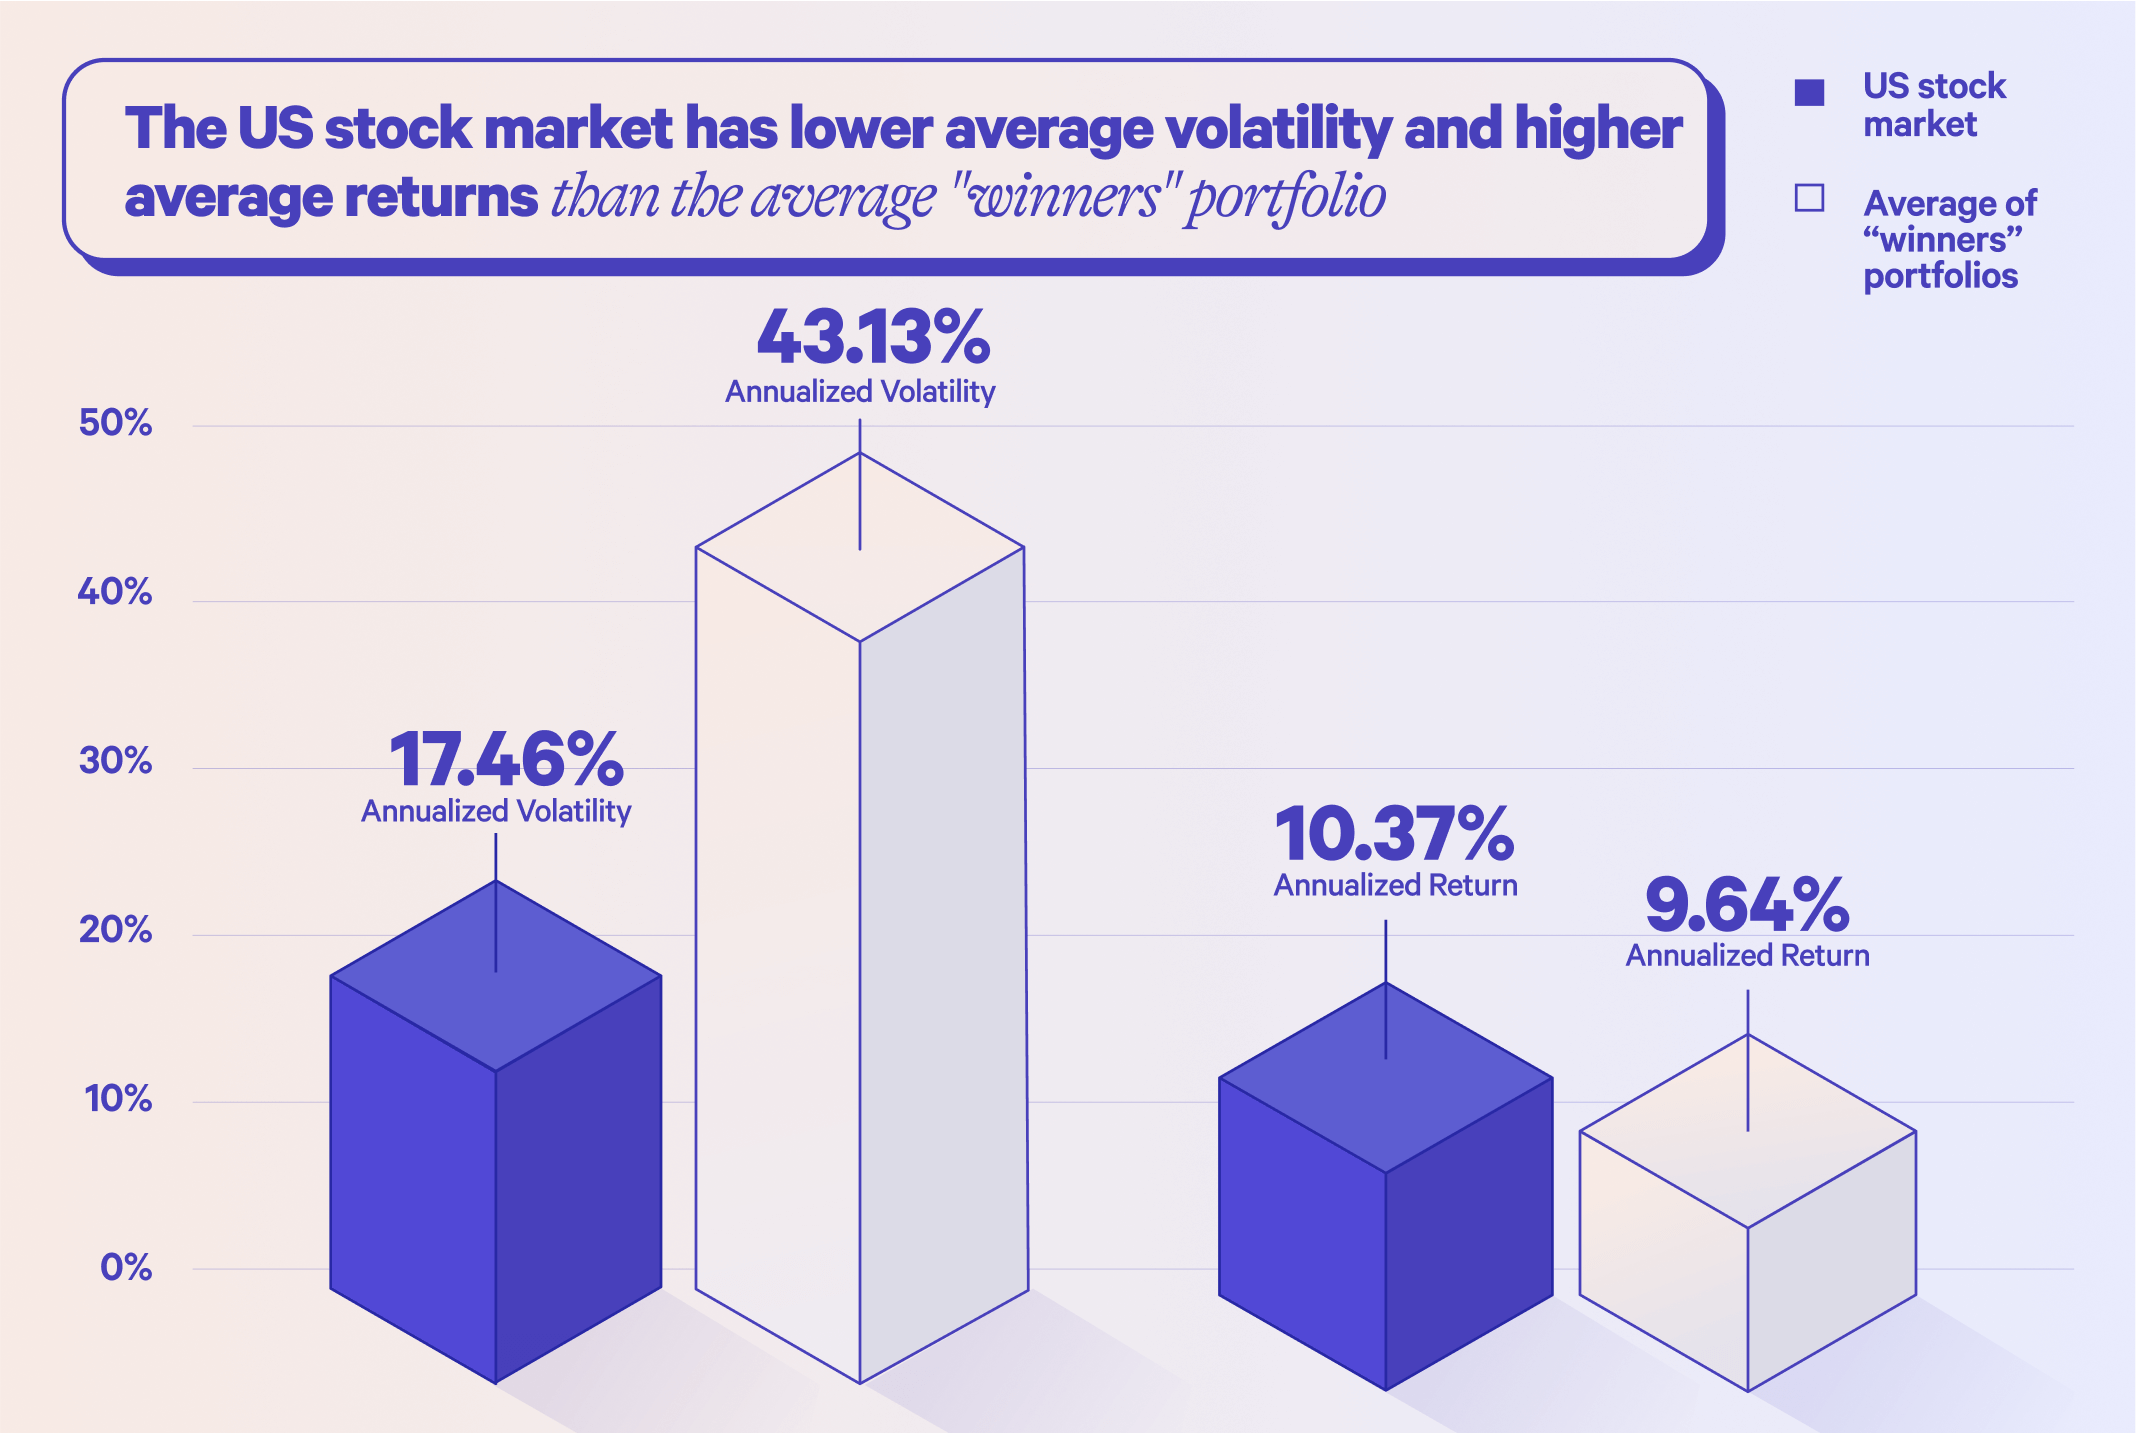 The US stock market has lower average volatility and higher
average returns than the average "winners" portfolio
US stock
market
Average of
“winners”
portfolios
43.13%
Annualized Volatility
50%
40%
17.46%
Annualized Volatility
30%
10.37%
Annualized Return
9.64%
Annualized Return
20%
10%
0%